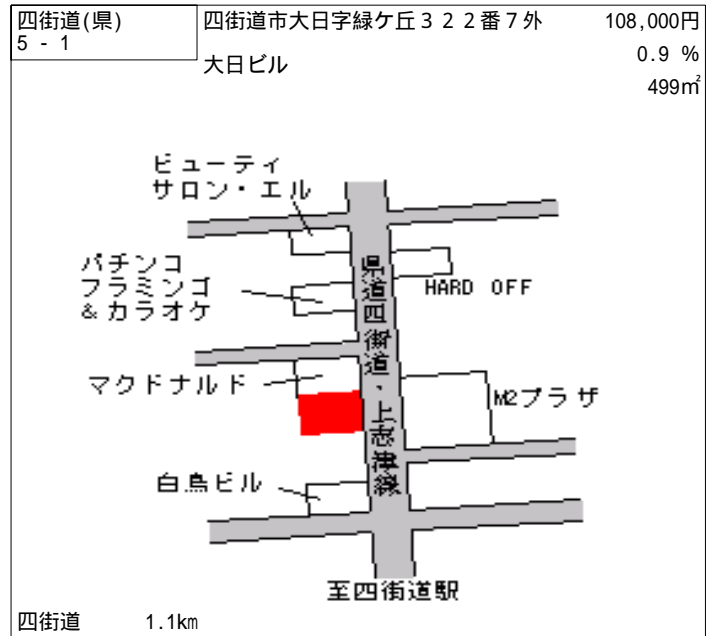 四街道(県)
5 - 1
四街道市大日字緑ケ丘３２２番７外
108,000円
大日ビル
0.9 %
499㎡
ビューティ
サロン・エル
パチンコ
フラミンゴ
&カラオケ
HARD OFF
県道四街道・上志津線
マクドナルド
M2プラザ
白鳥ビル
至四街道駅
四街道 1.1km